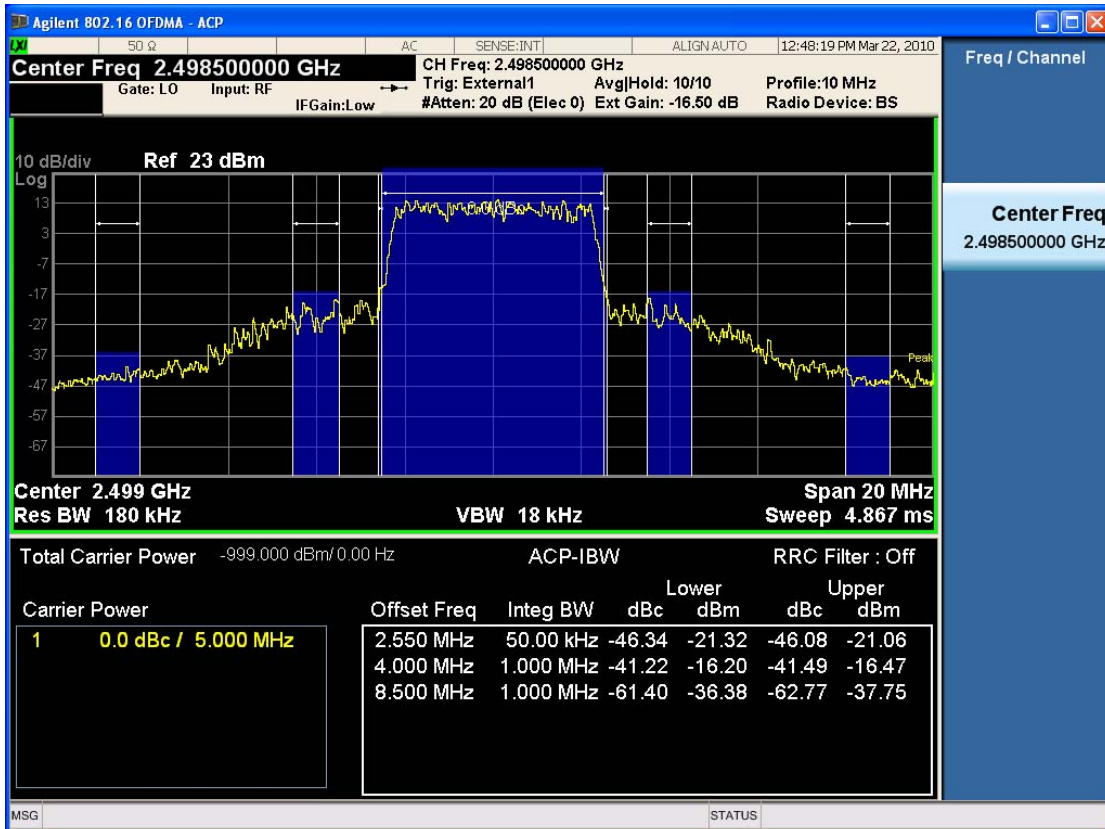 Agilent 802.16 OFDMA - ACP
LXI 50 Ω AC SENSE:INT ALIGN AUTO 12:48:19 PM Mar 22, 2010
Center Freq 2.498500000 GHz
Gate: LO Input: RF
IFGain:Low
CH Freq: 2.498500000 GHz
Trig: External1 Avg|Hold: 10/10 Profile:10 MHz
#Atten: 20 dB (Elec 0) Ext Gain: -16.50 dB Radio Device: BS
Freq / Channel
10 dB/div Ref 23 dBm
Log
13
3
-7
-17
-27
-37
-47
-57
-67
Peak
Center Freq
2.498500000 GHz
Center 2.499 GHz Span 20 MHz
Res BW 180 kHz VBW 18 kHz Sweep 4.867 ms
Total Carrier Power -999.000 dBm/ 0.00 Hz ACP-IBW RRC Filter : Off
Lower Upper
Carrier Power Offset Freq Integ BW dBc dBm dBc dBm
1 0.0 dBc / 5.000 MHz
2.550 MHz 50.00 kHz -46.34 -21.32 -46.08 -21.06
4.000 MHz 1.000 MHz -41.22 -16.20 -41.49 -16.47
8.500 MHz 1.000 MHz -61.40 -36.38 -62.77 -37.75
MSG STATUS